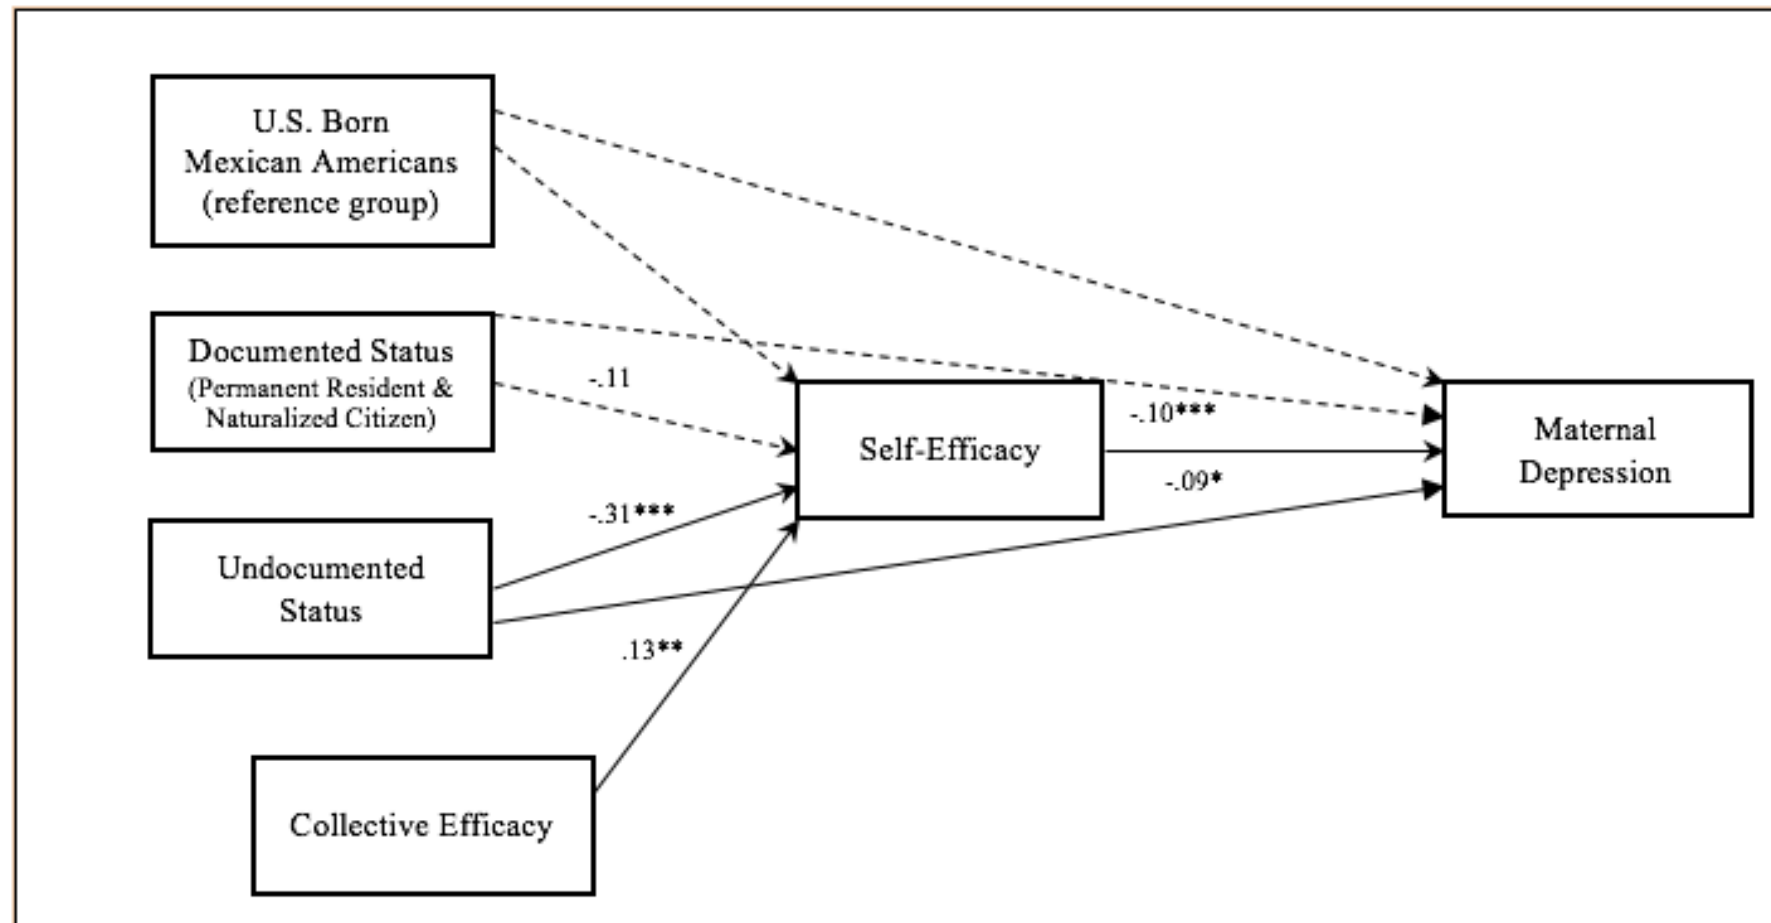 U.S. Born
Mexican Americans
(reference group)
Documented Status
(Permanent Resident &
Naturalized Citizen)
-.11
Self-Efficacy
-.10***
-.09*
Maternal
Depression
-.31***
Undocumented
Status
.13**
Collective Efficacy